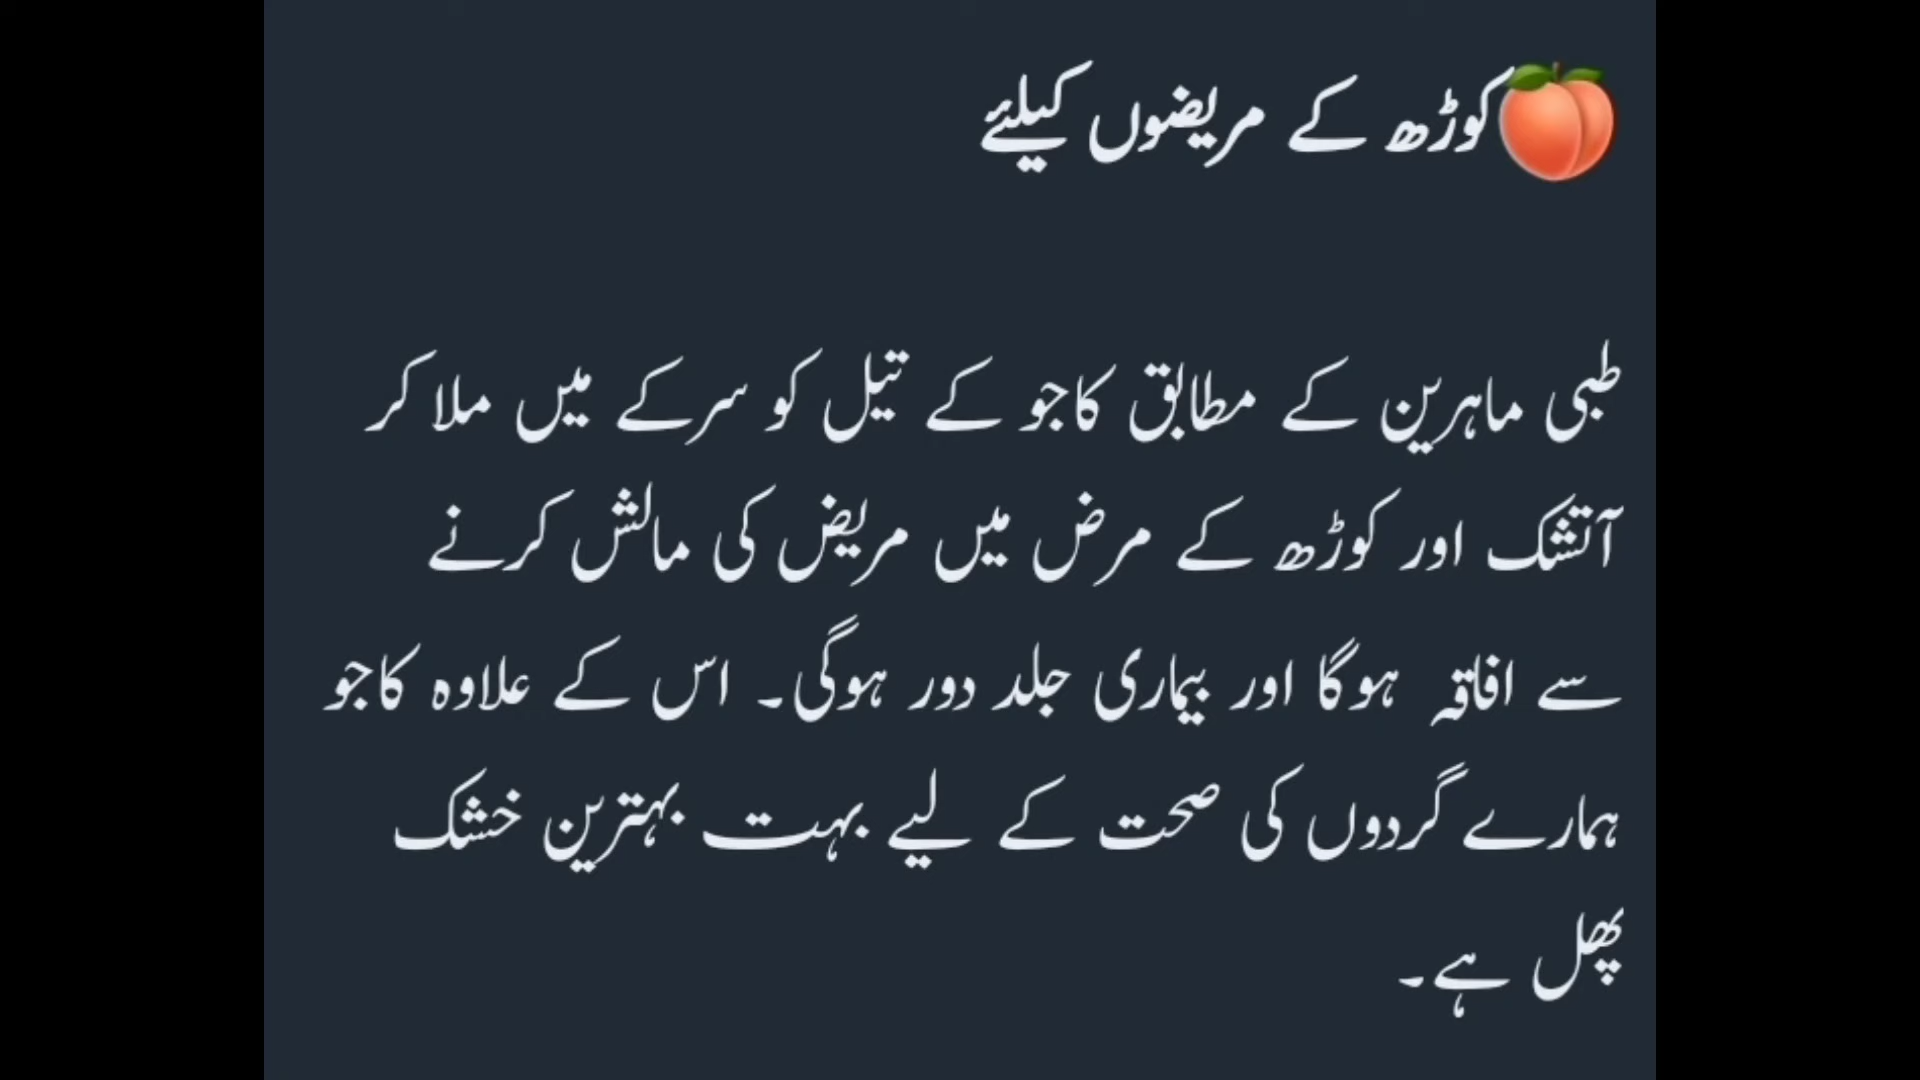 🍑کوڑھ کے مریضوں کیلئے
طبی ماہرین کے مطابق کاجو کے تیل کو سرکے میں ملا کر
آتشک اور کوڑھ کے مرض میں مریض کی مالش کرنے
سے افاقہ ہوگا اور بیماری جلد دور ہوگی۔ اس کے علاوہ کاجو
ہمارے گردوں کی صحت کے لیے بہت بہترین خشک
پھل ہے۔